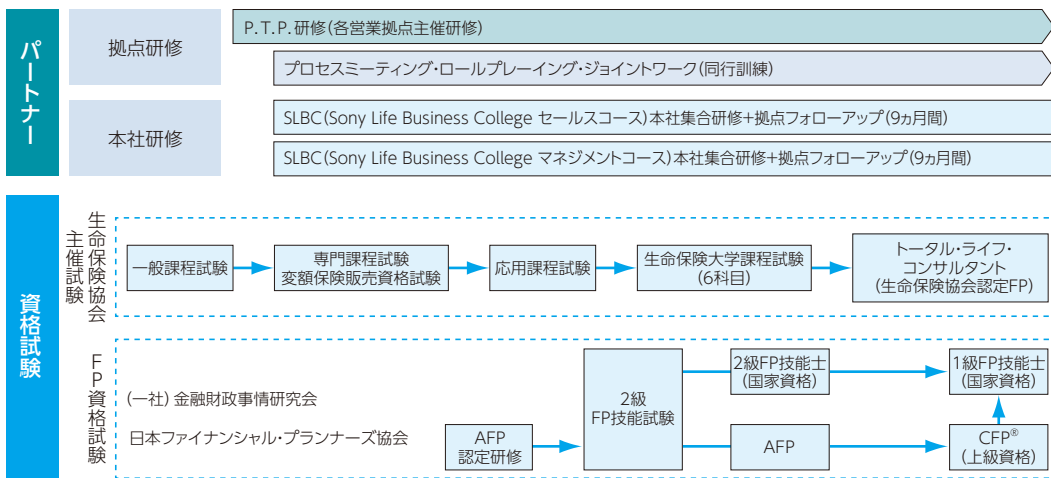 パートナー
拠点研修
P.T.P.研修(各営業拠点主催研修)
プロセスミーティング・ロールプレーイング・ジョイントワーク(同行訓練)
本社研修
SLBC(Sony Life Business College セールスコース)本社集合研修+拠点フォローアップ(9ヵ月間)
SLBC(Sony Life Business College マネジメントコース)本社集合研修+拠点フォローアップ(9ヵ月間)
資格試験
生命保険協会
主催試験
一般課程試験
専門課程試験
変額保険販売資格試験
応用課程試験
生命保険大学課程試験
(6科目)
トータル・ライフ・
コンサルタント
(生命保険協会認定FP)
FP資格試験
(一社)金融財政事情研究会
日本ファイナンシャル・プランナーズ協会
AFP
認定研修
2級
FP技能試験
2級FP技能士
(国家資格)
1級FP技能士
(国家資格)
AFP
CFP®
(上級資格)